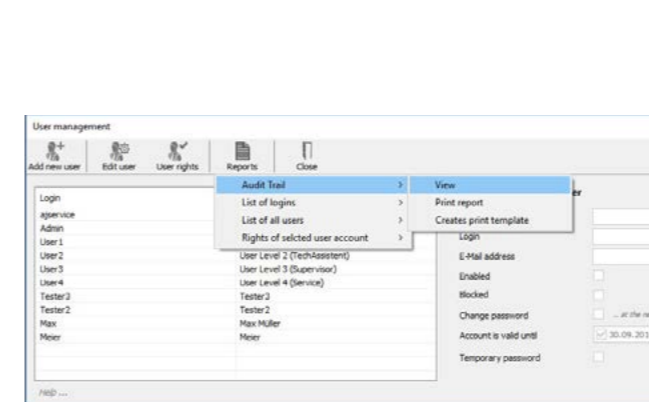 User management
Add new user Edit user User rights Reports Close
Audit Trail
List of logins
List of all users
Rights of selcted user account
View
Print report
Creates print template
er
Login
ajservice
Admin
User1
User2 User Level 2 (TechAssistent)
User3 User Level 3 (Supervisor)
User4 User Level 4 (Service)
Tester3 Tester3
Tester2 Tester2
Max Max Müller
Meier Meier
Login
E-Mail address
Enabled
Blocked
Change password ... at the
Account is valid until 30.09.201
Temporary password
Help ...